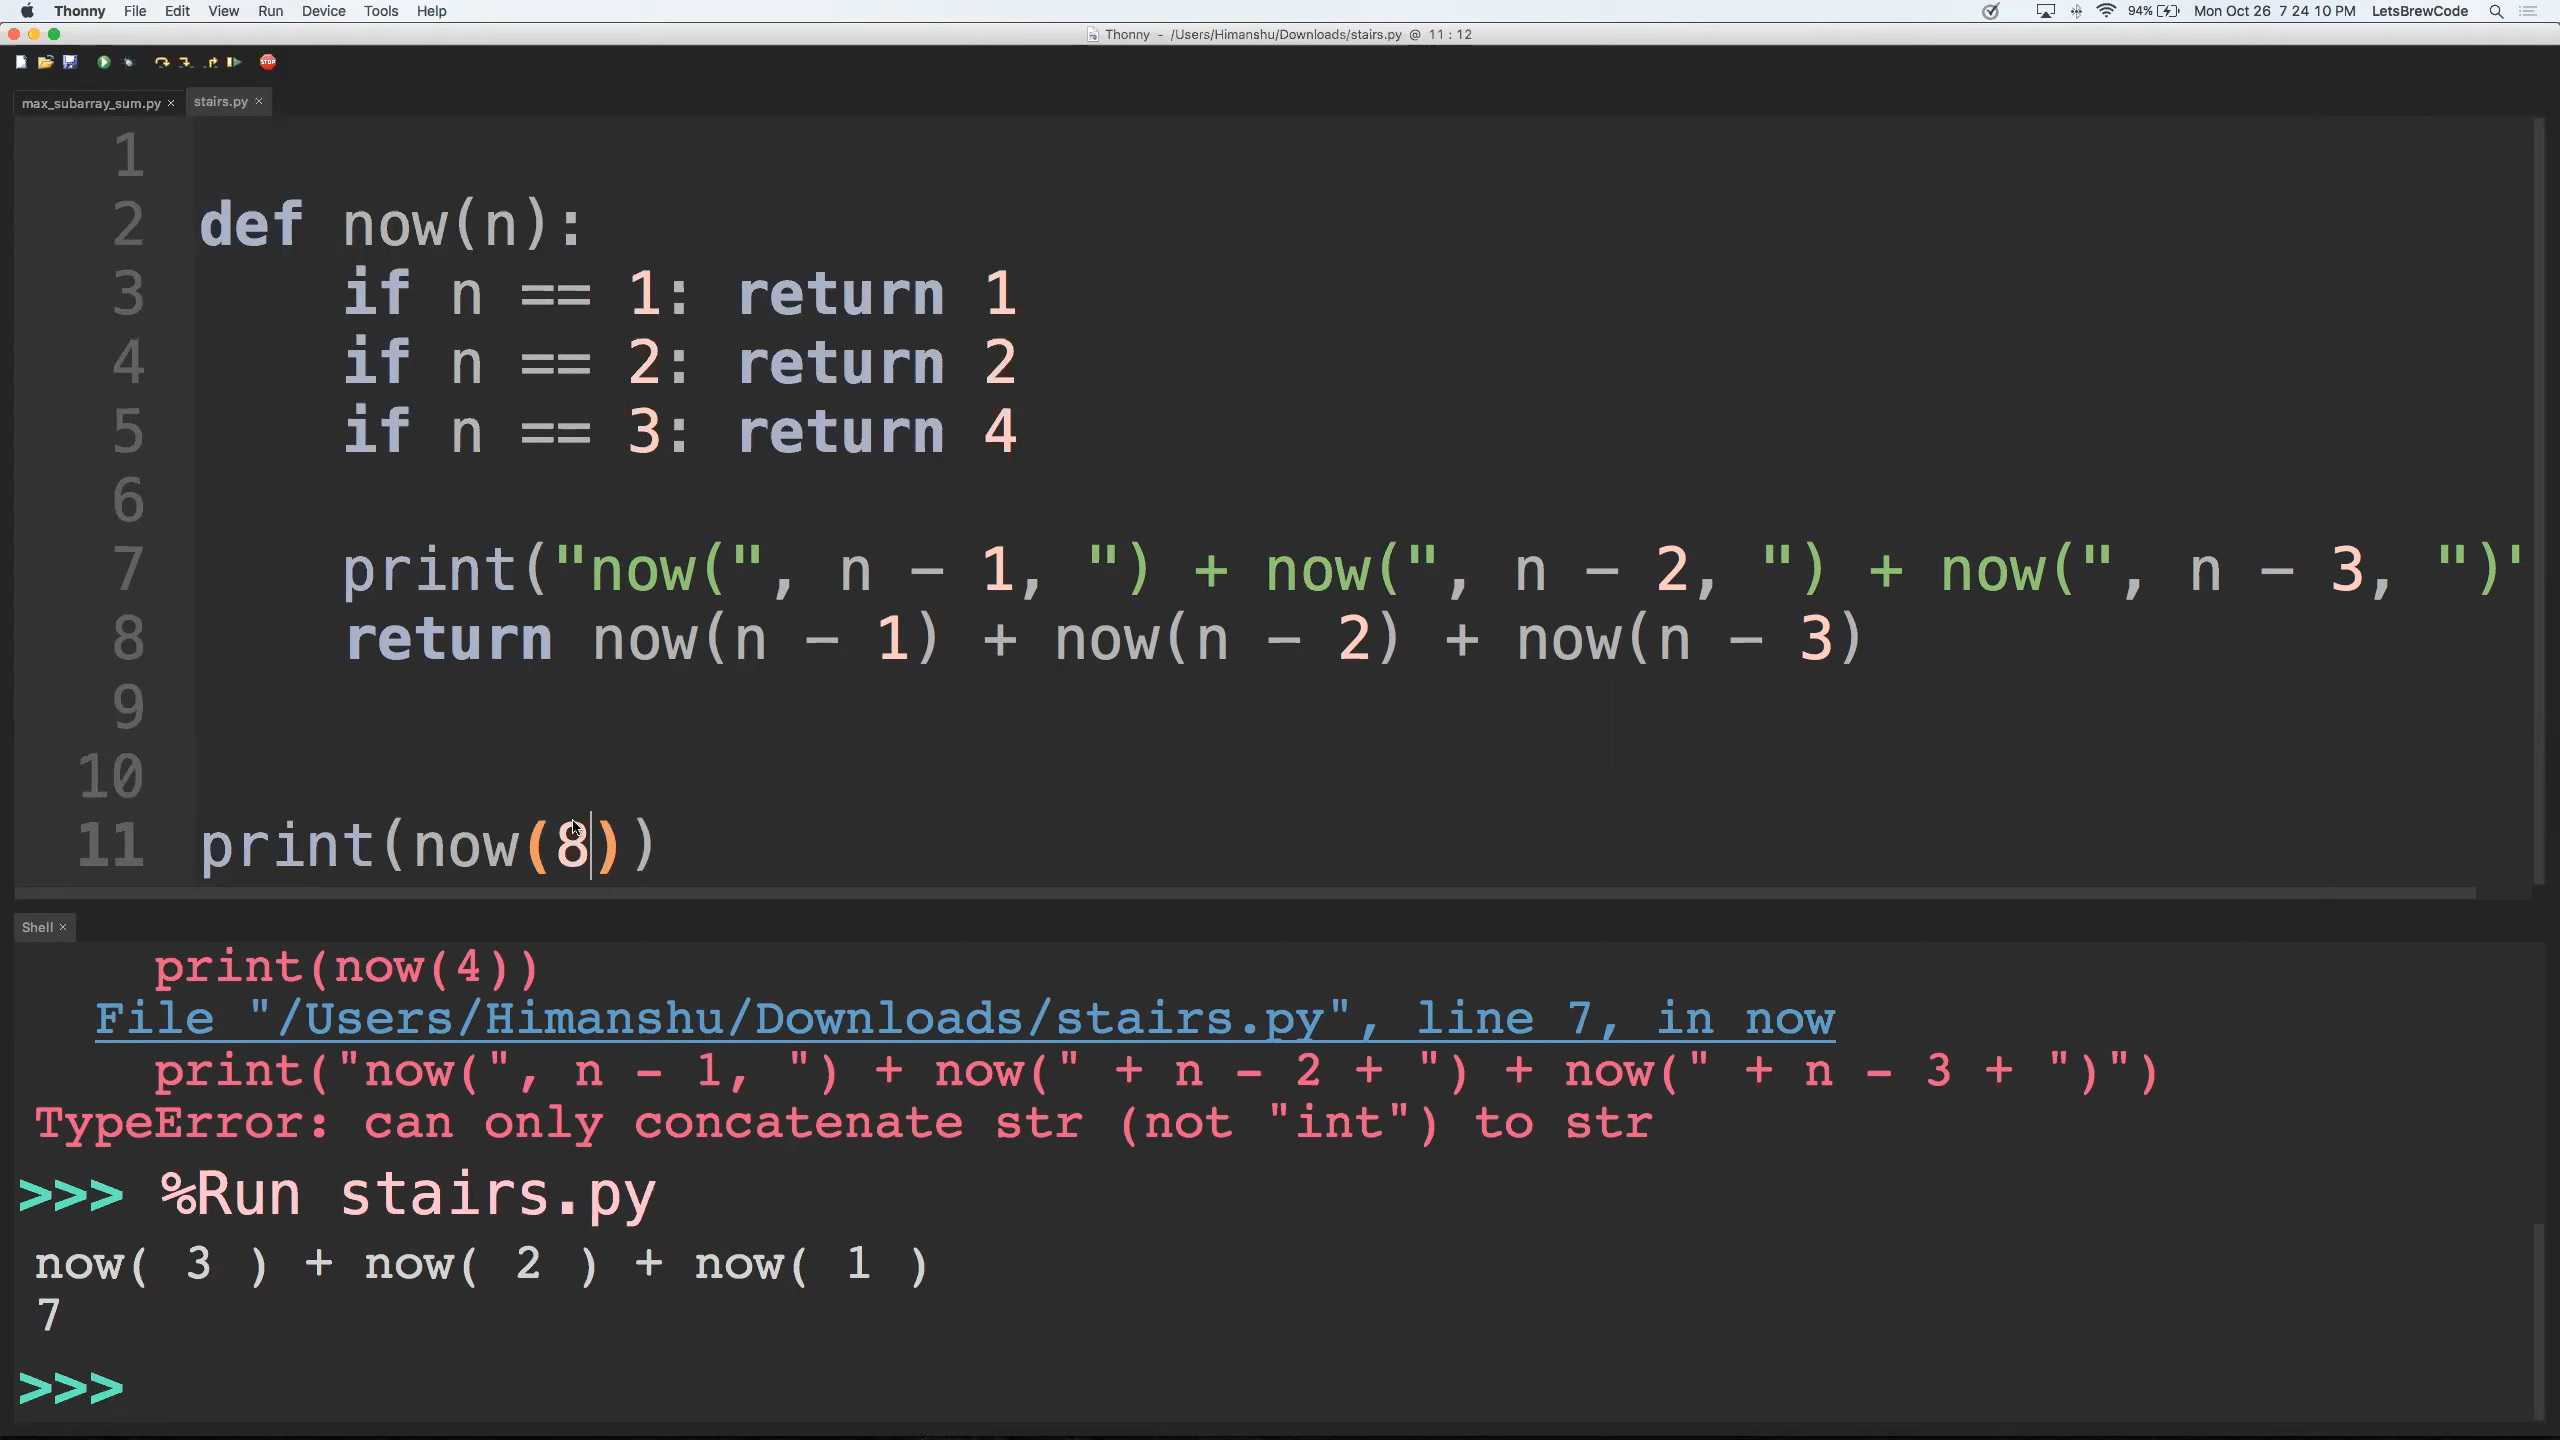 Thonny File Edit View Run Device Tools Help 94% Mon Oct 26 7 24 10 PM LetsBrewCode
Thonny - /Users/Himanshu/Downloads/stairs.py @ 11 : 12
STOP
max_subarray_sum.py × stairs.py ×
1
2 def now(n):
3 if n == 1: return 1
4 if n == 2: return 2
5 if n == 3: return 4
6
7 print("now(", n - 1, ") + now(", n - 2, ") + now(", n - 3, ")'
8 return now(n - 1) + now(n - 2) + now(n - 3)
9
10
11 print(now(8))
Shell ×
print(now(4))
File "/Users/Himanshu/Downloads/stairs.py", line 7, in now
print("now(", n - 1, ") + now(" + n - 2 + ") + now(" + n - 3 + ")")
TypeError: can only concatenate str (not "int") to str
>>> %Run stairs.py
now( 3 ) + now( 2 ) + now( 1 )
7
>>>